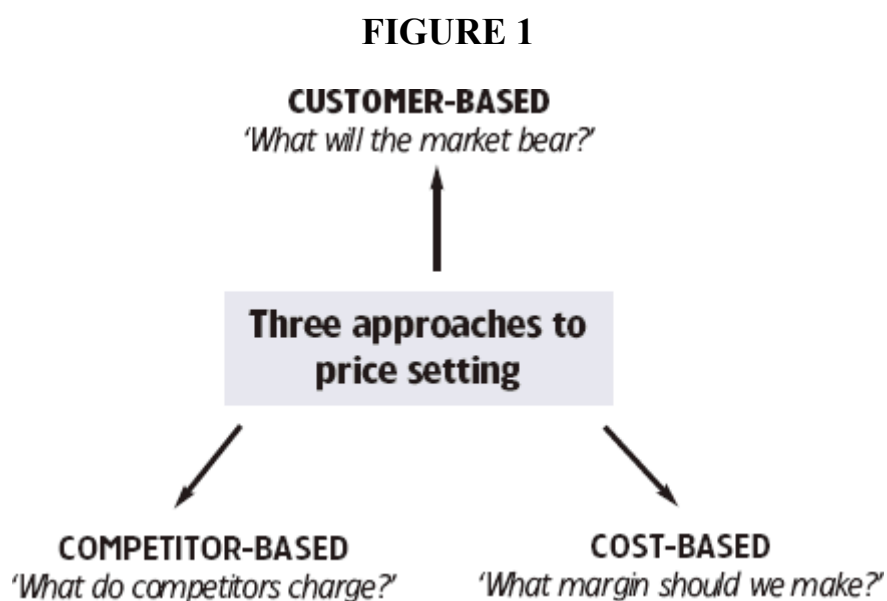 FIGURE 1
CUSTOMER-BASED
'What will the market bear?'
Three approaches to
price setting
COMPETITOR-BASED
'What do competitors charge?'
COST-BASED
'What margin should we make?'